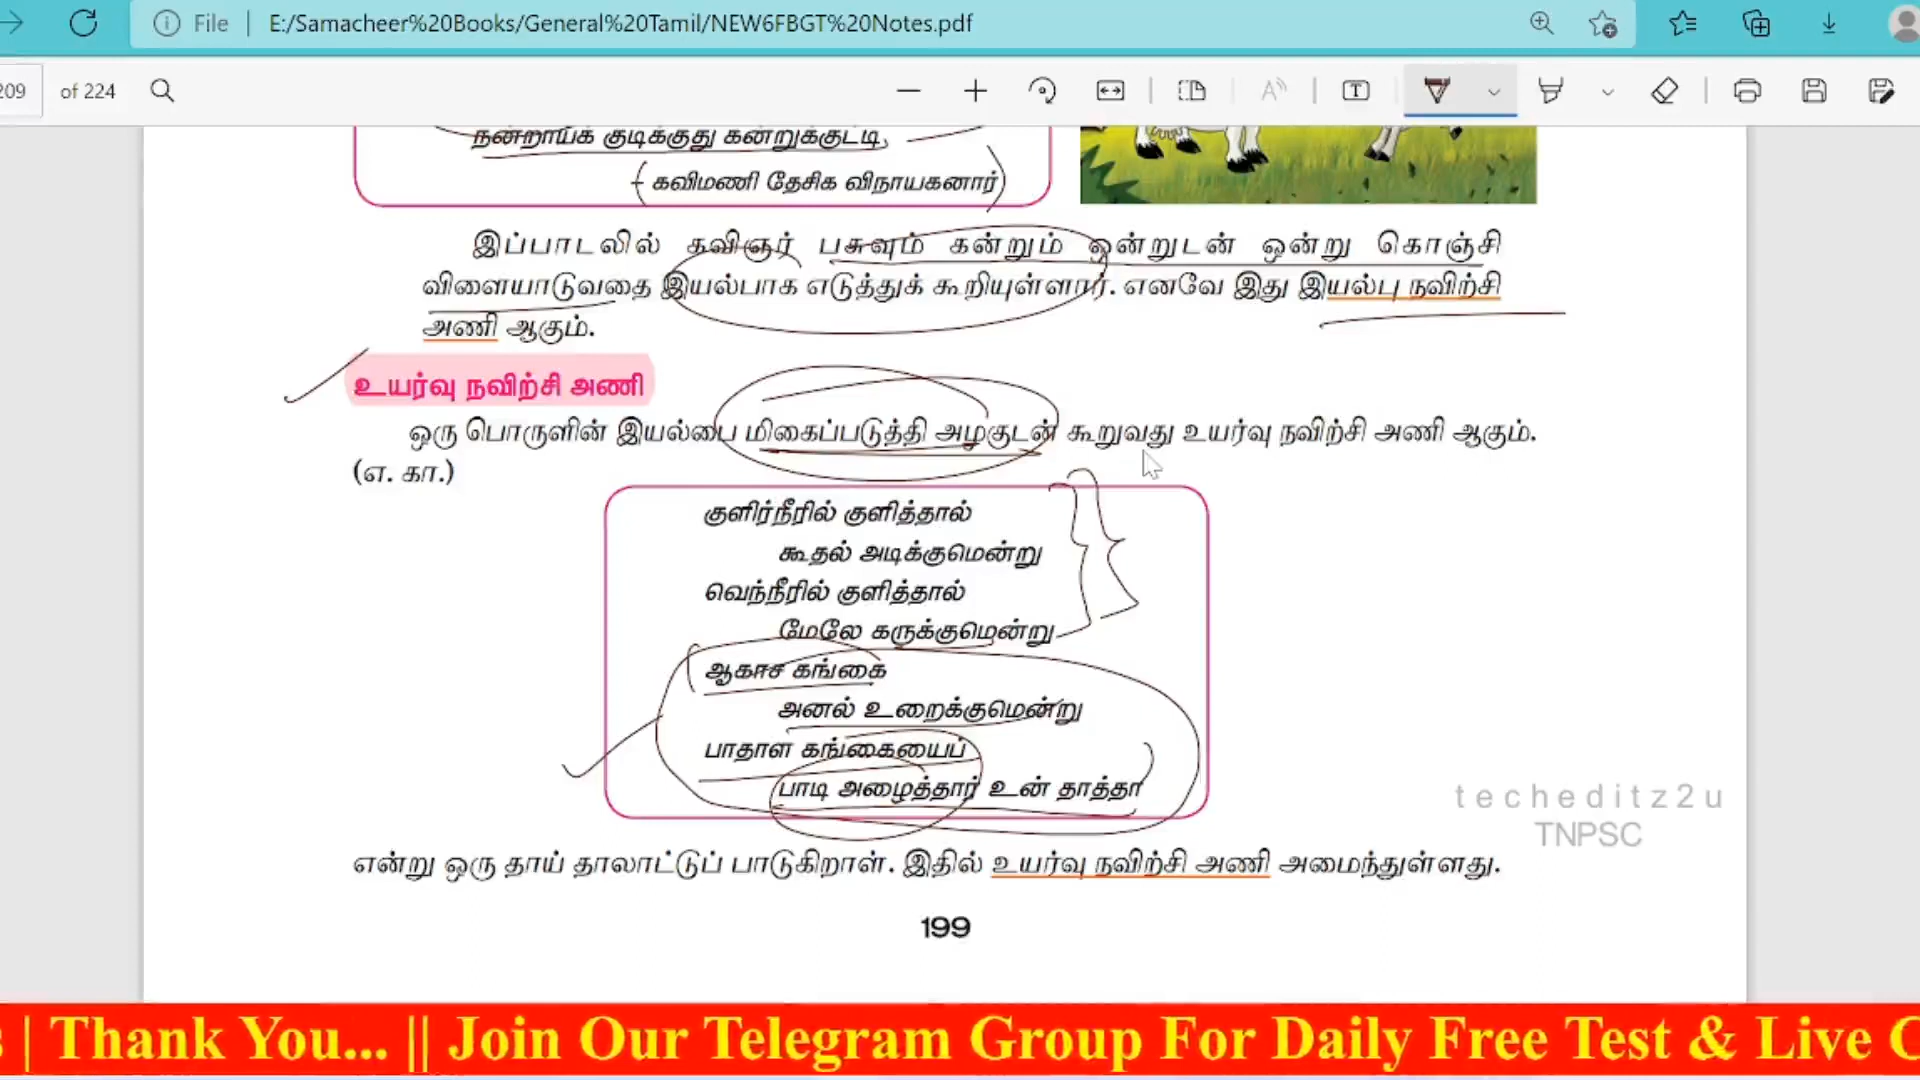 File | E:/Samacheer%20Books/General%20Tamil/NEW6FBGT%20Notes.pdf
209 of 224
நன்றாய்க் குடிக்குது கன்றுக்குட்டி,
- கவிமணி தேசிக விநாயகனார்
இப்பாடலில் கவிஞர் பசுவும் கன்றும் ஒன்றுடன் ஒன்று கொஞ்சி
விளையாடுவதை இயல்பாக எடுத்துக் கூறியுள்ளார். எனவே இது இயல்பு நவிற்சி
அணி ஆகும்.
உயர்வு நவிற்சி அணி
ஒரு பொருளின் இயல்பை மிகைப்படுத்தி அழகுடன் கூறுவது உயர்வு நவிற்சி அணி ஆகும்.
(எ. கா.)
குளிர்நீரில் குளித்தால்
கூதல் அடிக்குமென்று
வெந்நீரில் குளித்தால்
மேலே கருக்குமென்று
ஆகாச கங்கை
அனல் உறைக்குமென்று
பாதாள கங்கையைப்
பாடி அழைத்தார் உன் தாத்தா
techeditz2u
TNPSC
என்று ஒரு தாய் தாலாட்டுப் பாடுகிறாள். இதில் உயர்வு நவிற்சி அணி அமைந்துள்ளது.
199
s | Thank You... || Join Our Telegram Group For Daily Free Test & Live C